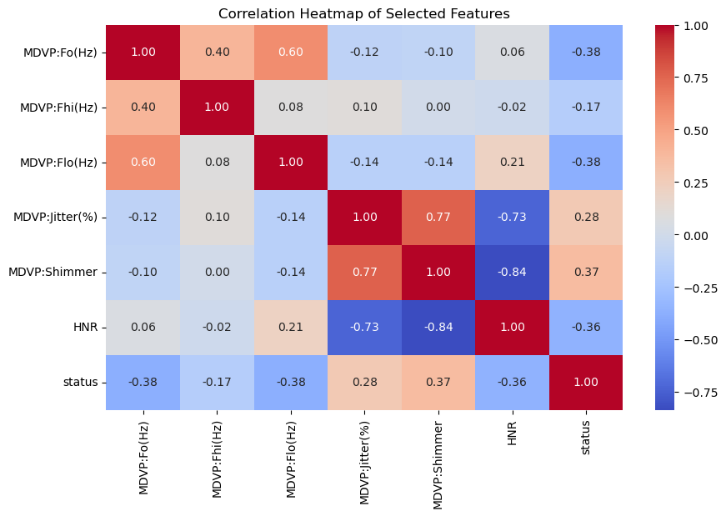 Correlation Heatmap of Selected Features
MDVP:Fo(Hz) 1.00 0.40 0.60 -0.12 -0.10 0.06 -0.38
MDVP:Fhi(Hz) 0.40 1.00 0.08 0.10 0.00 -0.02 -0.17
MDVP:Flo(Hz) 0.60 0.08 1.00 -0.14 -0.14 0.21 -0.38
MDVP:Jitter(%) -0.12 0.10 -0.14 1.00 0.77 -0.73 0.28
MDVP:Shimmer -0.10 0.00 -0.14 0.77 1.00 -0.84 0.37
HNR 0.06 -0.02 0.21 -0.73 -0.84 1.00 -0.36
status -0.38 -0.17 -0.38 0.28 0.37 -0.36 1.00
MDVP:Fo(Hz)
MDVP:Fhi(Hz)
MDVP:Flo(Hz)
MDVP:Jitter(%)
MDVP:Shimmer
HNR
status
1.00
0.75
0.50
0.25
0.00
−0.25
−0.50
−0.75